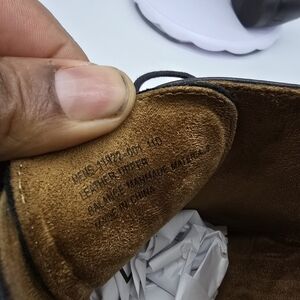 LEATHER UPPER
BALANCE MANMADE MATERIALS
MADE IN CHINA